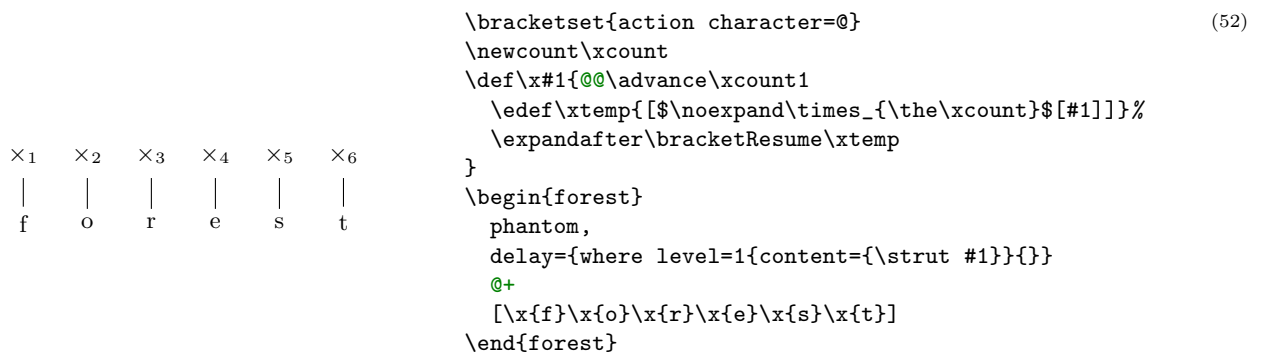 \bracketset{action character=@} (52)
\newcount\xcount
\def\x#1{@@\advance\xcount1
\edef\xtemp{[$\noexpand\times_{\the\xcount}$[#1]]}%
\expandafter\bracketResume\xtemp
}
\begin{forest}
phantom,
delay={where level=1{content={\strut #1}}{}}
@+
[\x{f}\x{o}\x{r}\x{e}\x{s}\x{t}]
\end{forest}
×₁ ×₂ ×₃ ×₄ ×₅ ×₆
f o r e s t